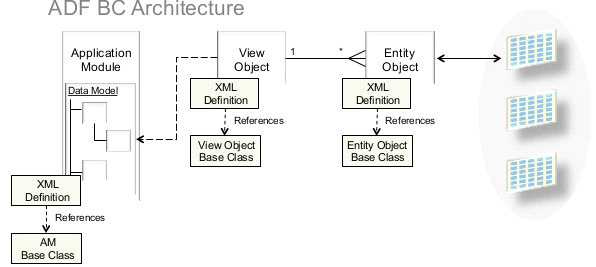 ADF BC Architecture
Application
Module
Data Model
XML
Definition
References
AM
Base Class
View
Object
XML
Definition
References
View Object
Base Class
1
*
Entity
Object
XML
Definition
References
Entity Object
Base Class